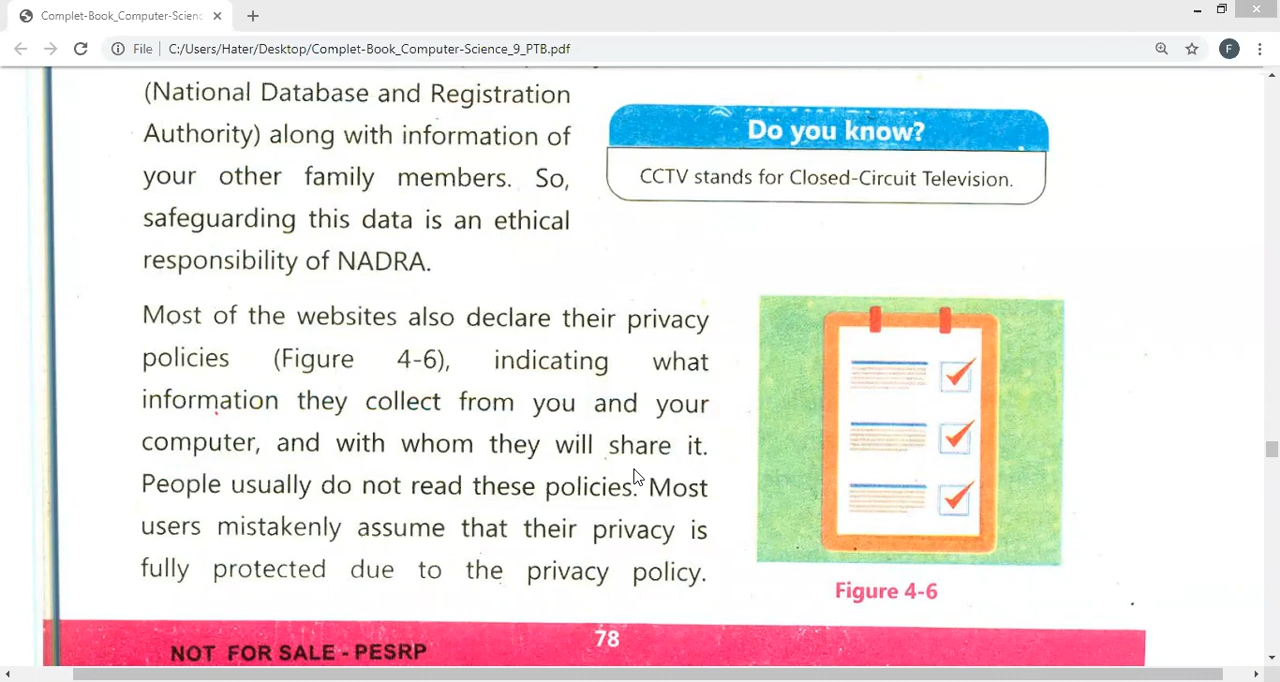 Complet-Book_Computer-Scien
File
C:/Users/Hater/Desktop/Complet-Book_Computer-Science_9_PTB.pdf
F
(National Database and Registration
Authority) along with information of
your other family members. So,
safeguarding this data is an ethical
responsibility of NADRA.
Do you know?
CCTV stands for Closed-Circuit Television.
Most of the websites also declare their privacy
policies (Figure 4-6), indicating what
information they collect from you and your
computer, and with whom they will share it.
People usually do not read these policies. Most
users mistakenly assume that their privacy is
fully protected due to the privacy policy.
Figure 4-6
78
NOT FOR SALE - PESRP